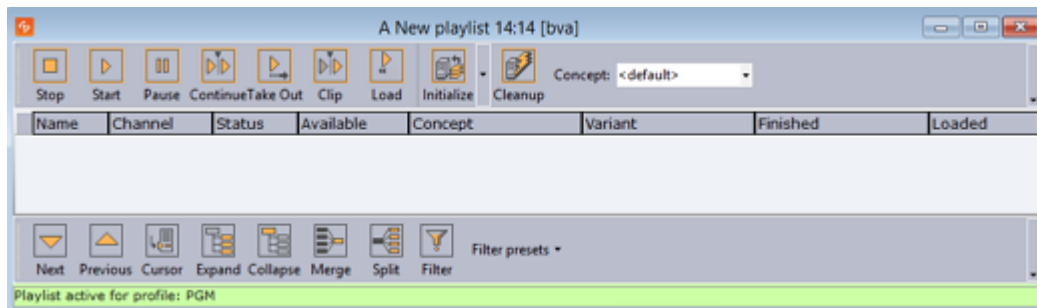 A New playlist 14:14 [bva]
Stop Start Pause Continue Take Out Clip Load Initialize Cleanup Concept: <default>
Name Channel Status Available Concept Variant Finished Loaded
Next Previous Cursor Expand Collapse Merge Split Filter Filter presets
Playlist active for profile: PGM